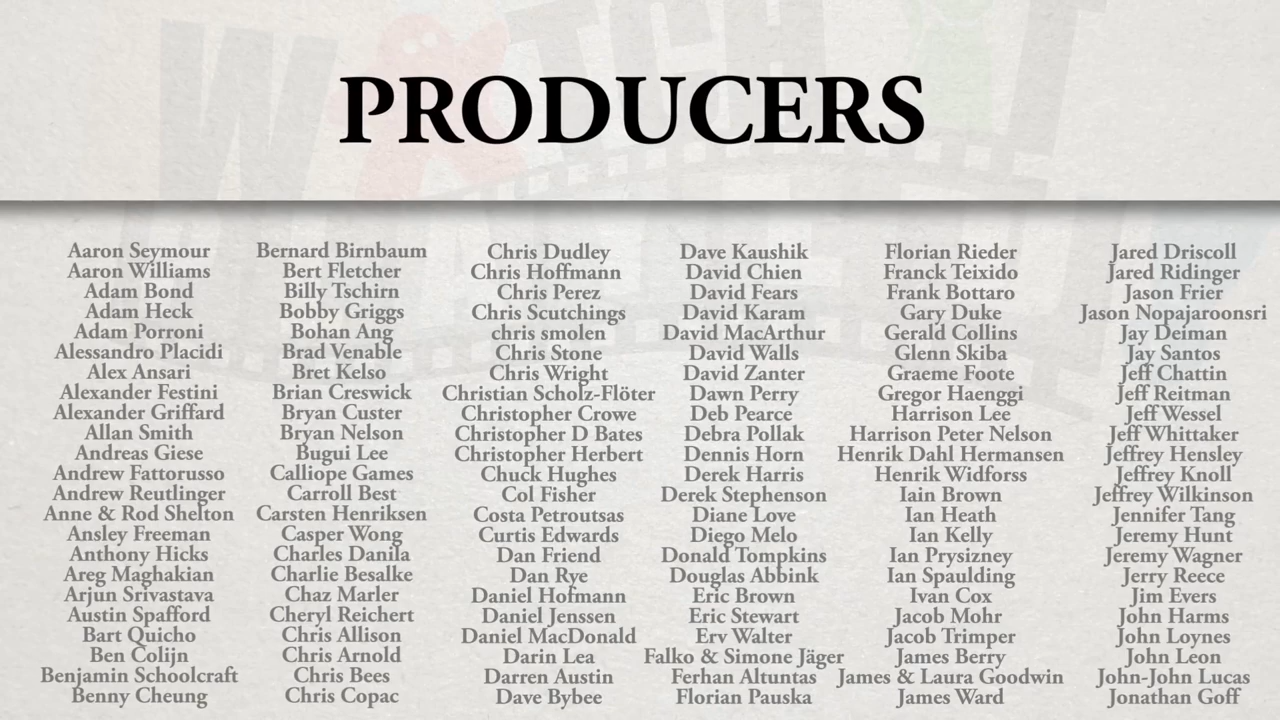 PRODUCERS
Aaron Seymour
Aaron Williams
Adam Bond
Adam Heck
Adam Porroni
Alessandro Placidi
Alex Ansari
Alexander Festini
Alexander Griffard
Allan Smith
Andreas Giese
Andrew Fattorusso
Andrew Reutlinger
Anne & Rod Shelton
Ansley Freeman
Anthony Hicks
Areg Maghakian
Arjun Srivastava
Austin Spafford
Bart Quicho
Ben Colijn
Benjamin Schoolcraft
Benny Cheung
Bernard Birnbaum
Bert Fletcher
Billy Tschirn
Bobby Griggs
Bohan Ang
Brad Venable
Bret Kelso
Brian Creswick
Bryan Custer
Bryan Nelson
Bugui Lee
Calliope Games
Carroll Best
Carsten Henriksen
Casper Wong
Charles Danila
Charlie Besalke
Chaz Marler
Cheryl Reichert
Chris Allison
Chris Arnold
Chris Bees
Chris Copac
Chris Dudley
Chris Hoffmann
Chris Perez
Chris Scutchings
chris smolen
Chris Stone
Chris Wright
Christian Scholz-Flöter
Christopher Crowe
Christopher D Bates
Christopher Herbert
Chuck Hughes
Col Fisher
Costa Petroutsas
Curtis Edwards
Dan Friend
Dan Rye
Daniel Hofmann
Daniel Jenssen
Daniel MacDonald
Darin Lea
Darren Austin
Dave Bybee
Dave Kaushik
David Chien
David Fears
David Karam
David MacArthur
David Walls
David Zanter
Dawn Perry
Deb Pearce
Debra Pollak
Dennis Horn
Derek Harris
Derek Stephenson
Diane Love
Diego Melo
Donald Tompkins
Douglas Abbink
Eric Brown
Eric Stewart
Erv Walter
Falko & Simone Jäger
Ferhan Altuntas
Florian Pauska
Florian Rieder
Franck Teixido
Frank Bottaro
Gary Duke
Gerald Collins
Glenn Skiba
Graeme Foote
Gregor Haenggi
Harrison Lee
Harrison Peter Nelson
Henrik Dahl Hermansen
Henrik Widforss
Iain Brown
Ian Heath
Ian Kelly
Ian Prysizney
Ian Spaulding
Ivan Cox
Jacob Mohr
Jacob Trimper
James Berry
James & Laura Goodwin
James Ward
Jared Driscoll
Jared Ridinger
Jason Frier
Jason Nopajaroonsri
Jay Deiman
Jay Santos
Jeff Chattin
Jeff Reitman
Jeff Wessel
Jeff Whittaker
Jeffrey Hensley
Jeffrey Knoll
Jeffrey Wilkinson
Jennifer Tang
Jeremy Hunt
Jeremy Wagner
Jerry Reece
Jim Evers
John Harms
John Loynes
John Leon
John-John Lucas
Jonathan Goff